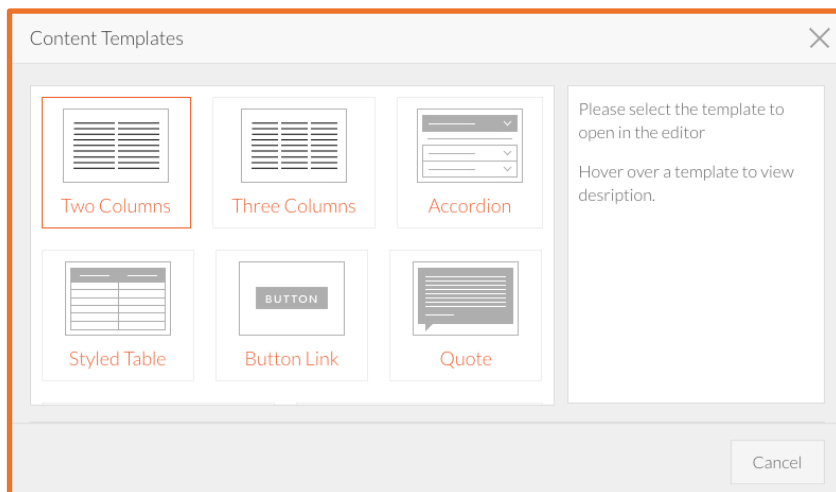 Content Templates
Please select the template to
open in the editor
Hover over a template to view
desription.
Two Columns
Three Columns
Accordion
BUTTON
Styled Table
Button Link
Quote
Cancel